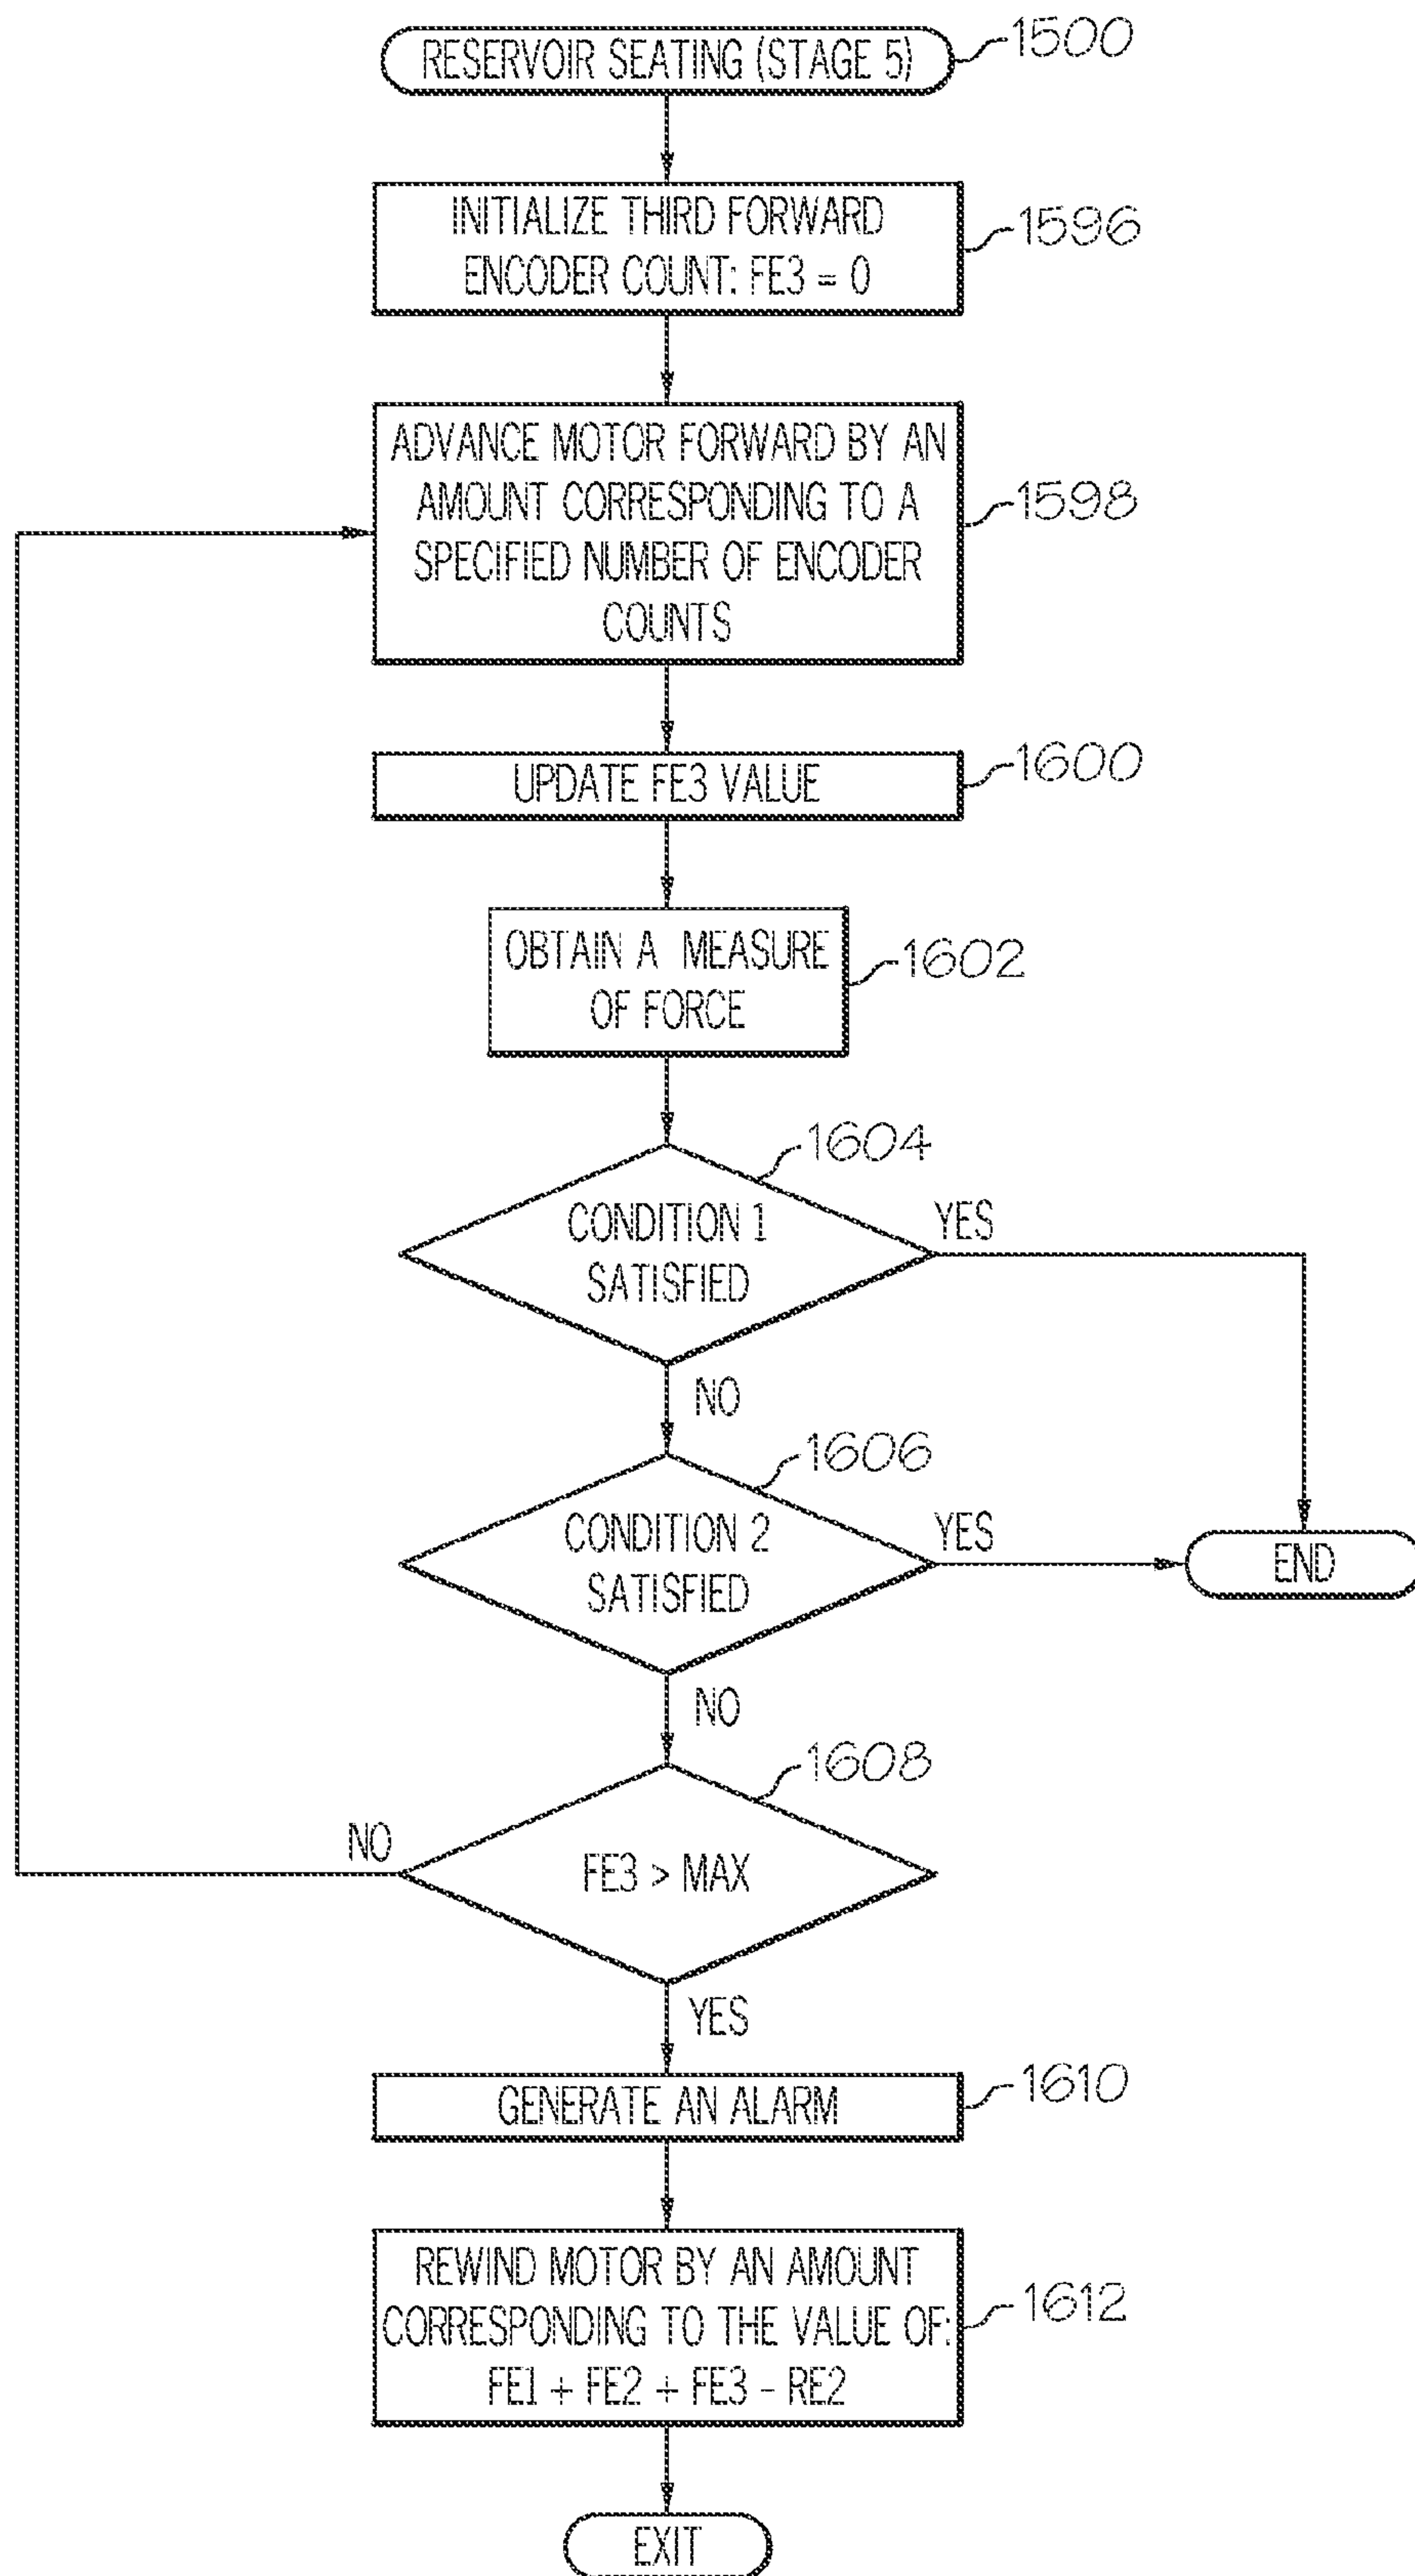 RESERVOIR SEATING (STAGE 5)
1500
INITIALIZE THIRD FORWARD
ENCODER COUNT: FE3 = 0
1596
ADVANCE MOTOR FORWARD BY AN
AMOUNT CORRESPONDING TO A
SPECIFIED NUMBER OF ENCODER
COUNTS
1598
UPDATE FE3 VALUE
1600
OBTAIN A MEASURE
OF FORCE
1602
1604
CONDITION 1
SATISFIED
YES
NO
1606
CONDITION 2
SATISFIED
YES
END
NO
1608
NO
FE3 > MAX
YES
GENERATE AN ALARM
1610
REWIND MOTOR BY AN AMOUNT
CORRESPONDING TO THE VALUE OF:
FE1 + FE2 + FE3 - RE2
1612
EXIT